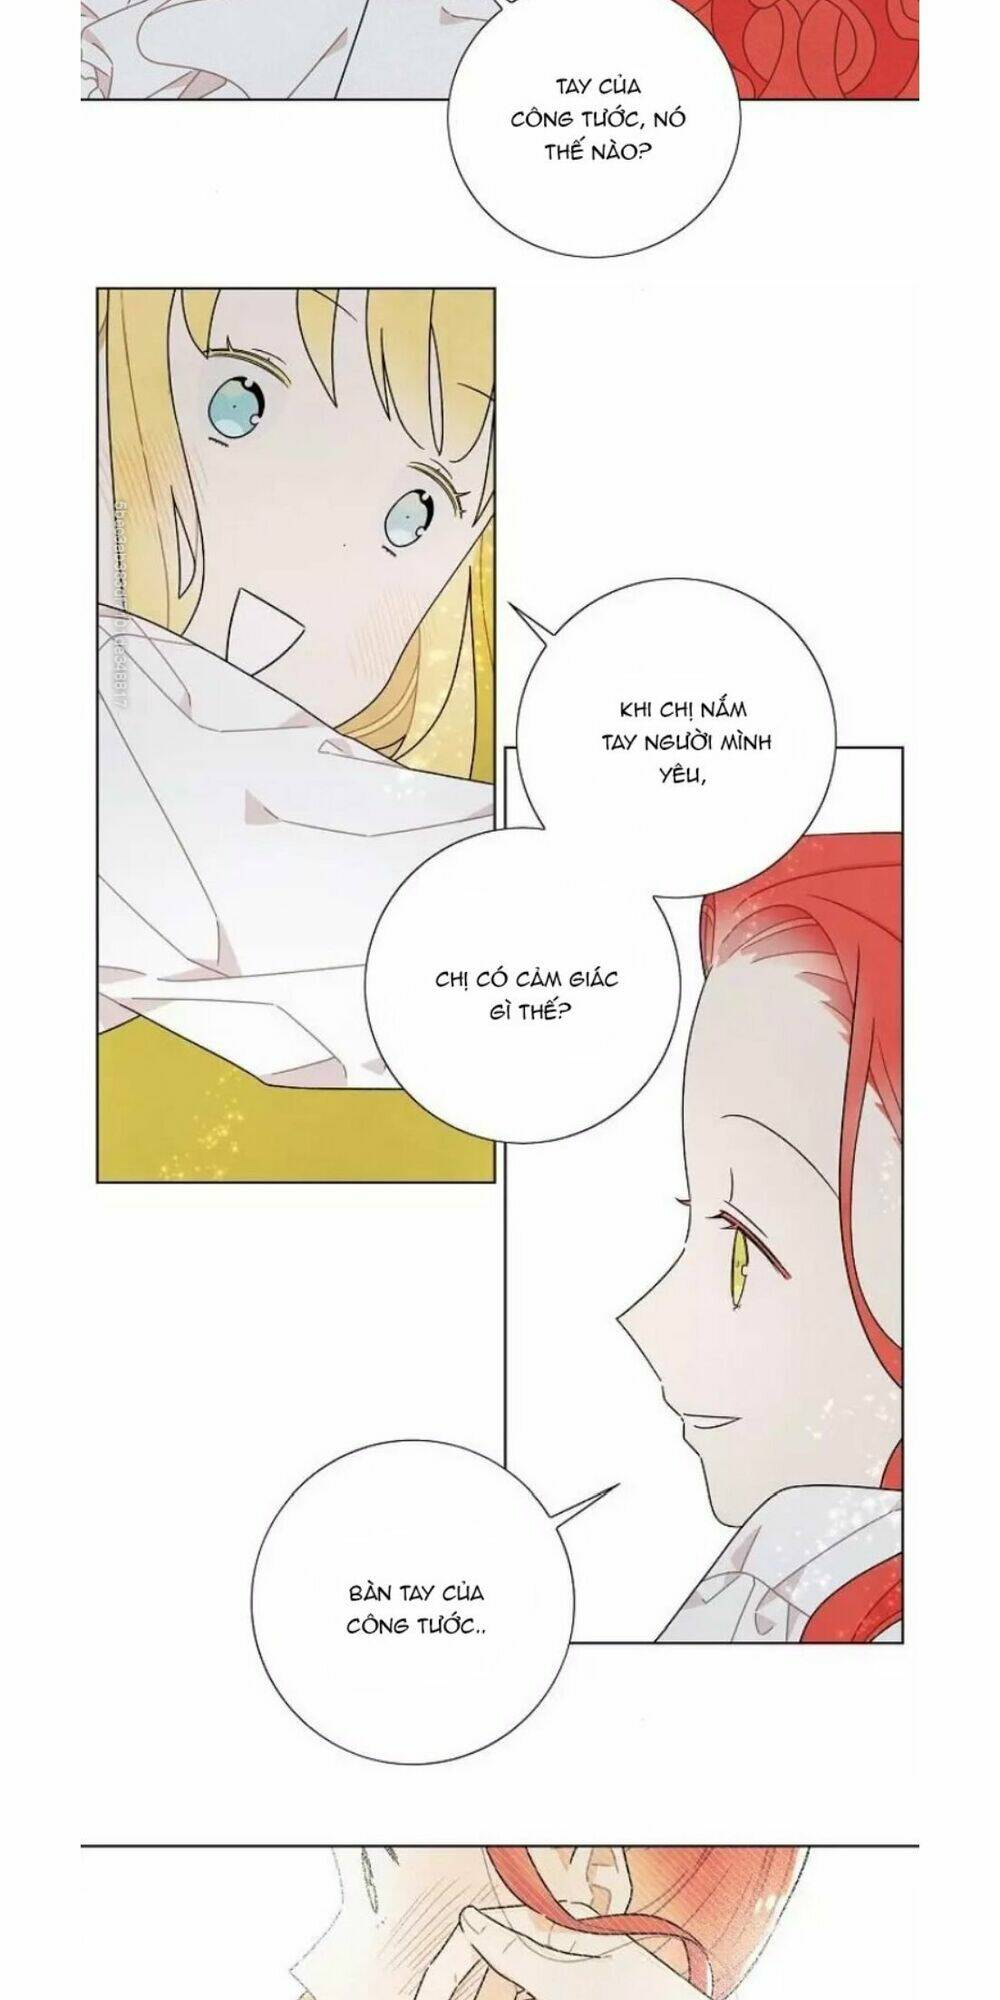 TAY CỦA
CÔNG TƯỚC, NÓ
THẾ NÀO?
KHI CHỊ NẮM
TAY NGƯỜI MÌNH
YÊU,
CHỊ CÓ CẢM GIÁC
GÌ THẾ?
BÀN TAY CỦA
CÔNG TƯỚC..